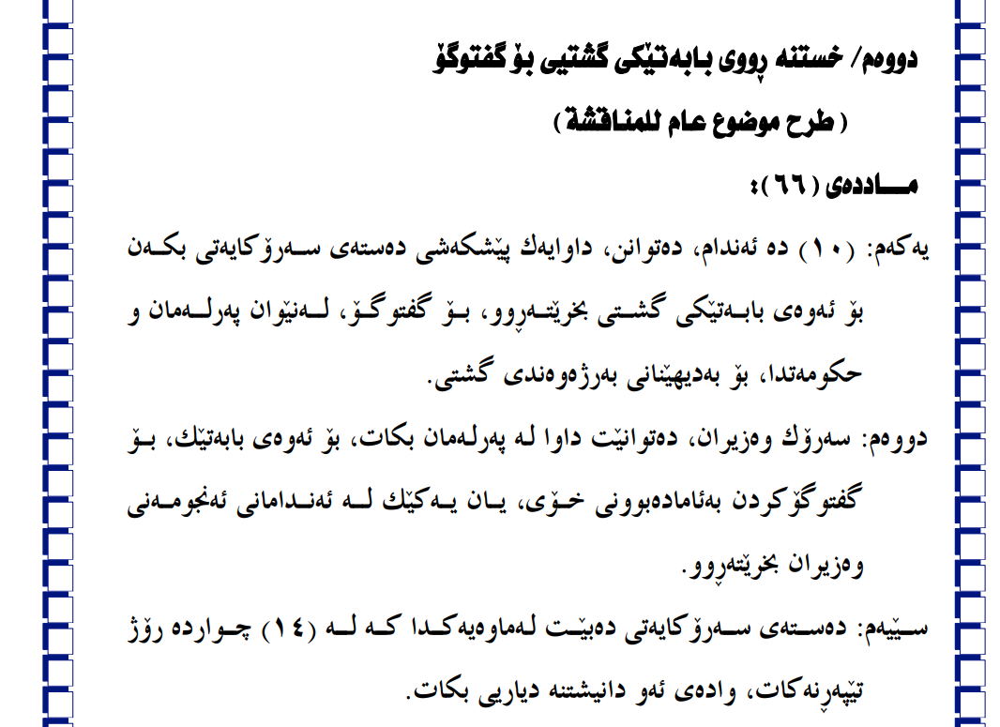 دووەم/ خستنە ڕووی بابەتێکی گشتیی بۆ گفتوگۆ
( طرح موضوع عام للمناقشة )
مــاددەی ( ٦٦ ):
یەکەم: (١٠) دە ئەندام، دەتوانن، داوایەك پێشکەشی دەستەی سەرۆکایەتی بکەن
بۆ ئەوەی بابەتێکی گشتی بخرێتەڕوو، بۆ گفتوگۆ، لەنێوان پەرلەمان و
حکومەتدا، بۆ بەدیهێنانی بەرژەوەندی گشتی.
دووەم: سەرۆك وەزیران، دەتوانێت داوا لە پەرلەمان بکات، بۆ ئەوەی بابەتێك، بۆ
گفتوگۆکردن بەئامادەبوونی خۆی، یان یەکێك لە ئەندامانی ئەنجومەنی
وەزیران بخرێتەڕوو.
سێیەم: دەستەی سەرۆکایەتی دەبێت لەماوەیەکدا کە لە (١٤) چواردە رۆژ
تێپەڕنەکات، وادەی ئەو دانیشتنە دیاریی بکات.